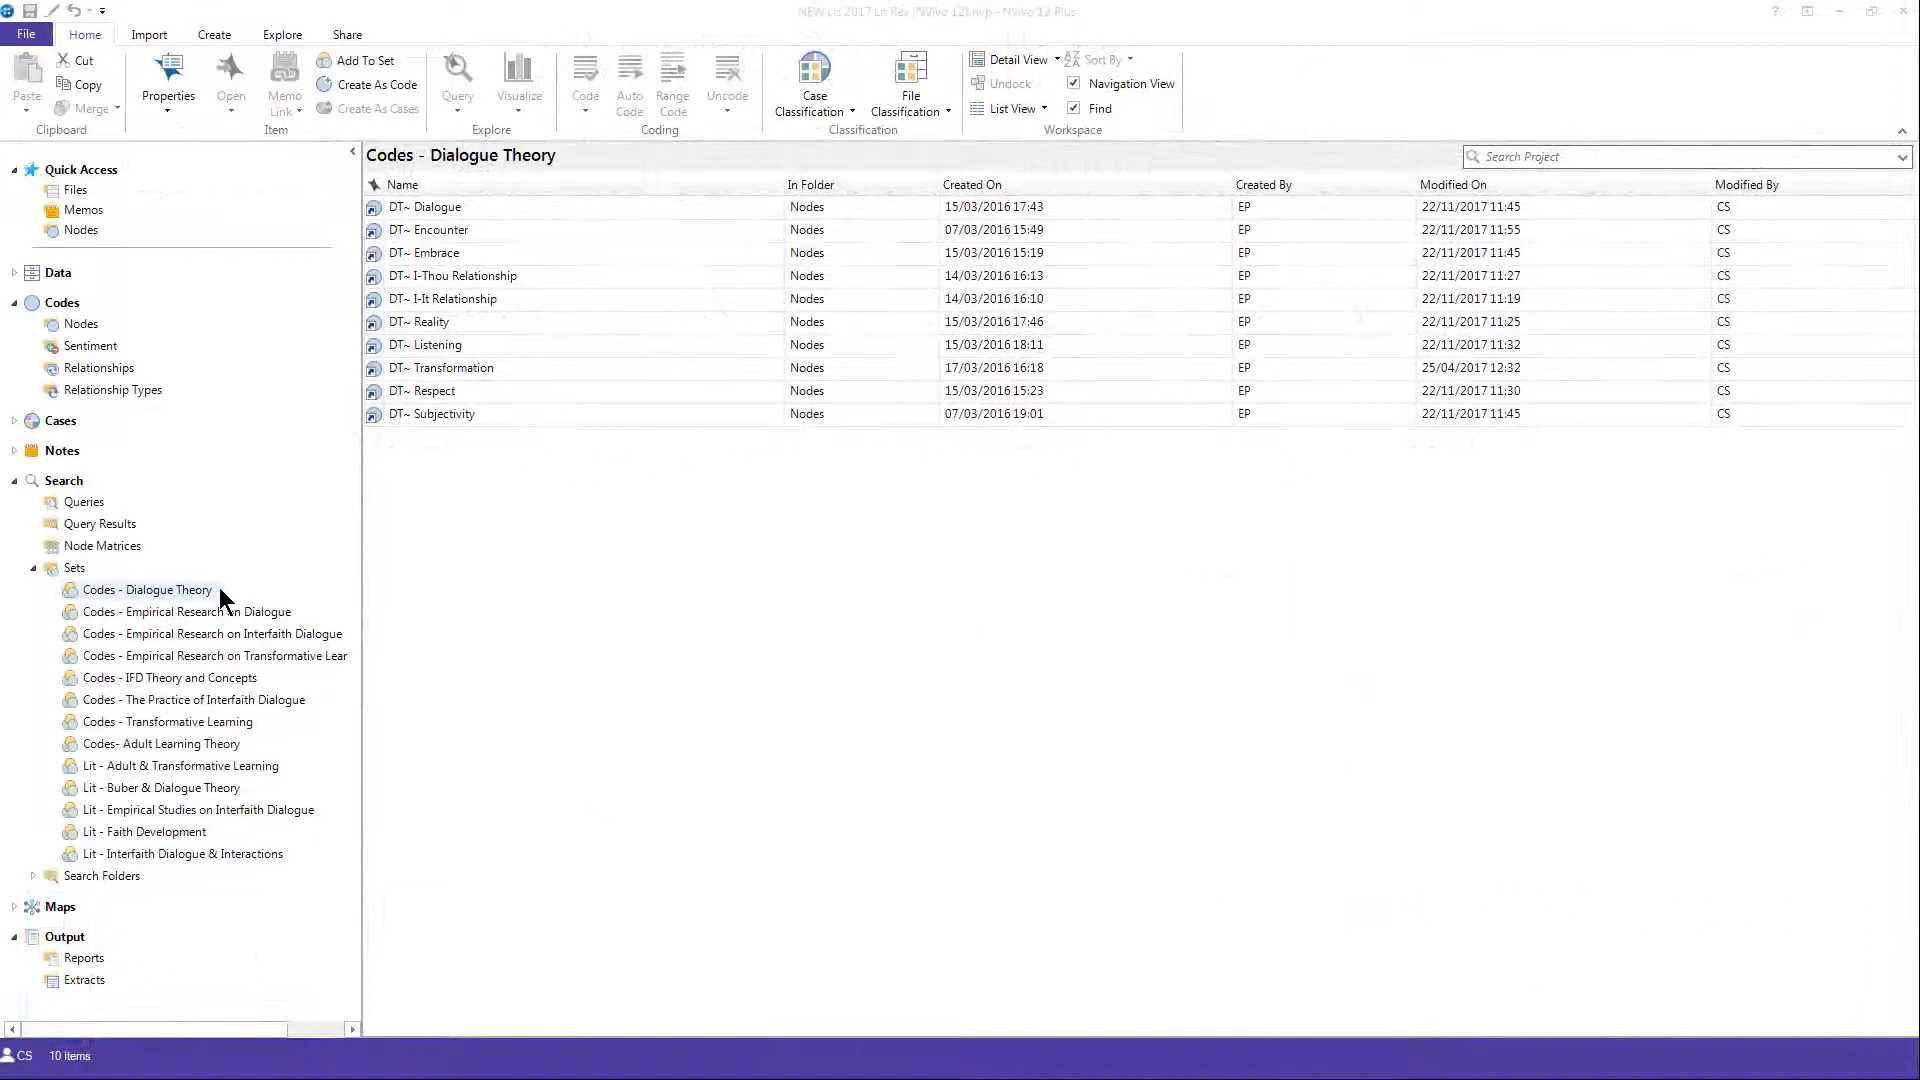 NEW Liz 2017 Lit Rev (NVivo 12).nvp - NVivo 12 Plus
File Home Import Create Explore Share
Paste Cut Copy Merge
Clipboard
Properties Open Memo Link Add To Set Create As Code Create As Cases
Item
Query Visualize
Explore
Code Auto Code Range Code Uncode
Coding
Case Classification File Classification
Classification
Detail View Sort By
Undock Navigation View
List View Find
Workspace
Quick Access
Files
Memos
Nodes
Data
Codes
Nodes
Sentiment
Relationships
Relationship Types
Cases
Notes
Search
Queries
Query Results
Node Matrices
Sets
Codes - Dialogue Theory
Codes - Empirical Research on Dialogue
Codes - Empirical Research on Interfaith Dialogue
Codes - Empirical Research on Transformative Lear
Codes - IFD Theory and Concepts
Codes - The Practice of Interfaith Dialogue
Codes - Transformative Learning
Codes- Adult Learning Theory
Lit - Adult & Transformative Learning
Lit - Buber & Dialogue Theory
Lit - Empirical Studies on Interfaith Dialogue
Lit - Faith Development
Lit - Interfaith Dialogue & Interactions
Search Folders
Maps
Output
Reports
Extracts
Codes - Dialogue Theory
Search Project
Name In Folder Created On Created By Modified On Modified By
DT~ Dialogue Nodes 15/03/2016 17:43 EP 22/11/2017 11:45 CS
DT~ Encounter Nodes 07/03/2016 15:49 EP 22/11/2017 11:55 CS
DT~ Embrace Nodes 15/03/2016 15:19 EP 22/11/2017 11:45 CS
DT~ I-Thou Relationship Nodes 14/03/2016 16:13 EP 22/11/2017 11:27 CS
DT~ I-It Relationship Nodes 14/03/2016 16:10 EP 22/11/2017 11:19 CS
DT~ Reality Nodes 15/03/2016 17:46 EP 22/11/2017 11:25 CS
DT~ Listening Nodes 15/03/2016 18:11 EP 22/11/2017 11:32 CS
DT~ Transformation Nodes 17/03/2016 16:18 EP 25/04/2017 12:32 CS
DT~ Respect Nodes 15/03/2016 15:23 EP 22/11/2017 11:30 CS
DT~ Subjectivity Nodes 07/03/2016 19:01 EP 22/11/2017 11:45 CS
CS 10 Items